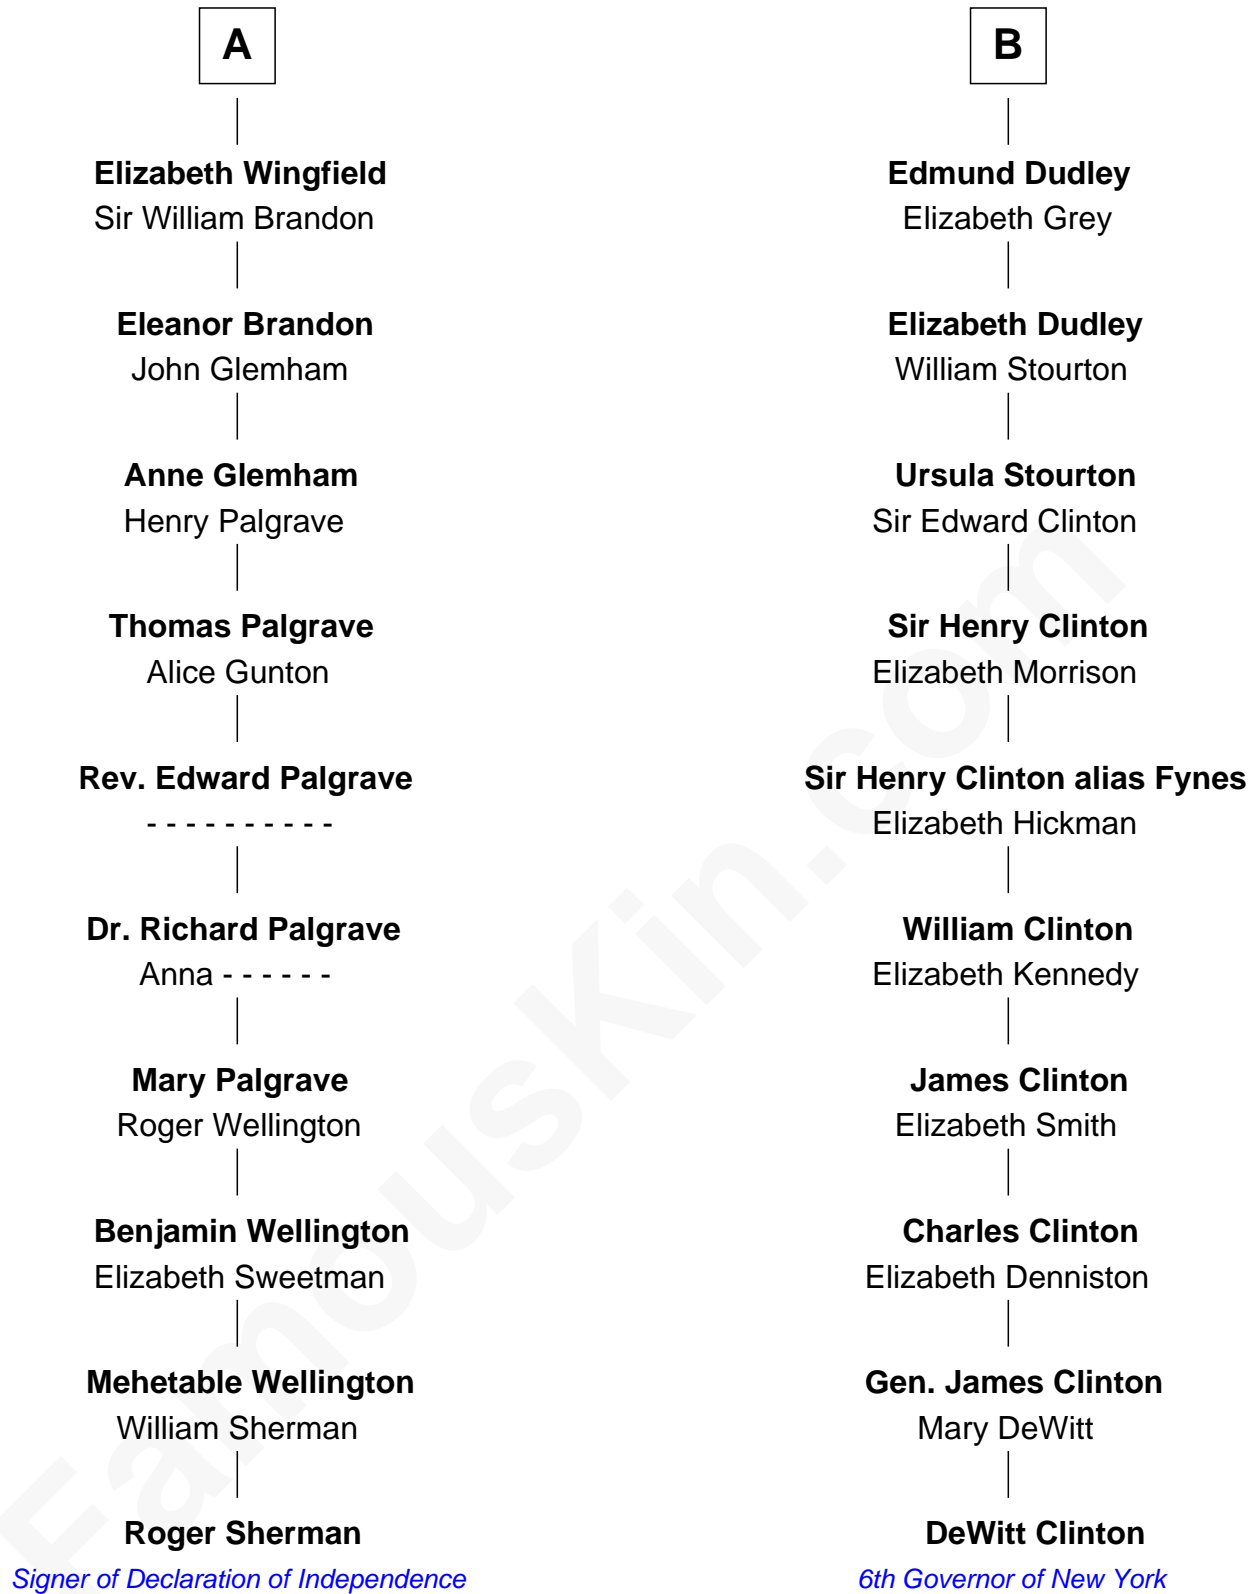 A
Elizabeth Wingfield
Sir William Brandon
Eleanor Brandon
John Glemham
Anne Glemham
Henry Palgrave
Thomas Palgrave
Alice Gunton
Rev. Edward Palgrave
- - - - - - - - - -
Dr. Richard Palgrave
Anna - - - - - -
Mary Palgrave
Roger Wellington
Benjamin Wellington
Elizabeth Sweetman
Mehetable Wellington
William Sherman
Roger Sherman
Signer of Declaration of Independence
B
Edmund Dudley
Elizabeth Grey
Elizabeth Dudley
William Stourton
Ursula Stourton
Sir Edward Clinton
Sir Henry Clinton
Elizabeth Morrison
Sir Henry Clinton alias Fynes
Elizabeth Hickman
William Clinton
Elizabeth Kennedy
James Clinton
Elizabeth Smith
Charles Clinton
Elizabeth Denniston
Gen. James Clinton
Mary DeWitt
DeWitt Clinton
6th Governor of New York
FamousKin.com